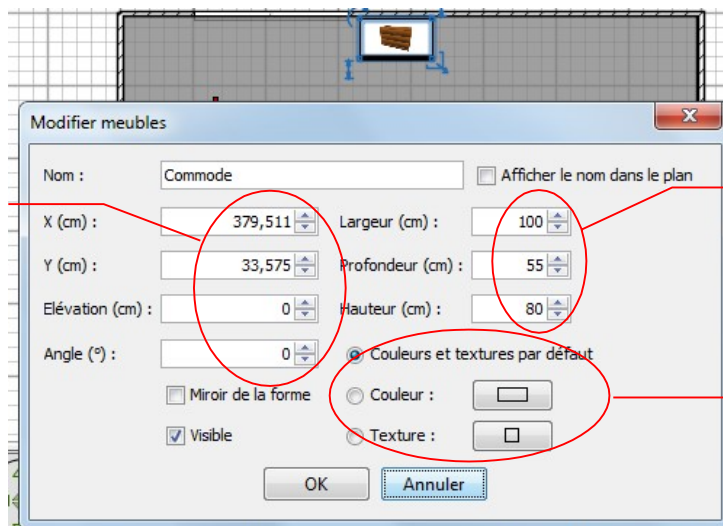 Modifier meubles
Nom : Commode Afficher le nom dans le plan
X (cm) : 379,511 Largeur (cm) : 100
Y (cm) : 33,575 Profondeur (cm) : 55
Elévation (cm) : 0 Hauteur (cm) : 80
Angle (º) : 0 Couleurs et textures par défaut
Miroir de la forme Couleur :
Visible Texture :
OK Annuler